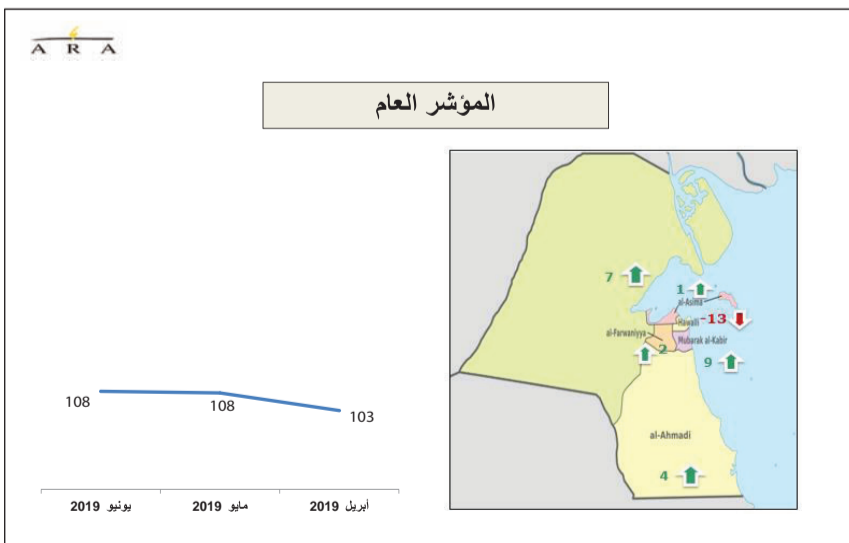 A R A
المؤشر العام
7
1
al-Asima
Hawalli
-13
al-Farwaniyya
2
Mubarak al-Kabir
9
al-Ahmadi
4
108
108
103
يونيو 2019
مايو 2019
أبريل 2019